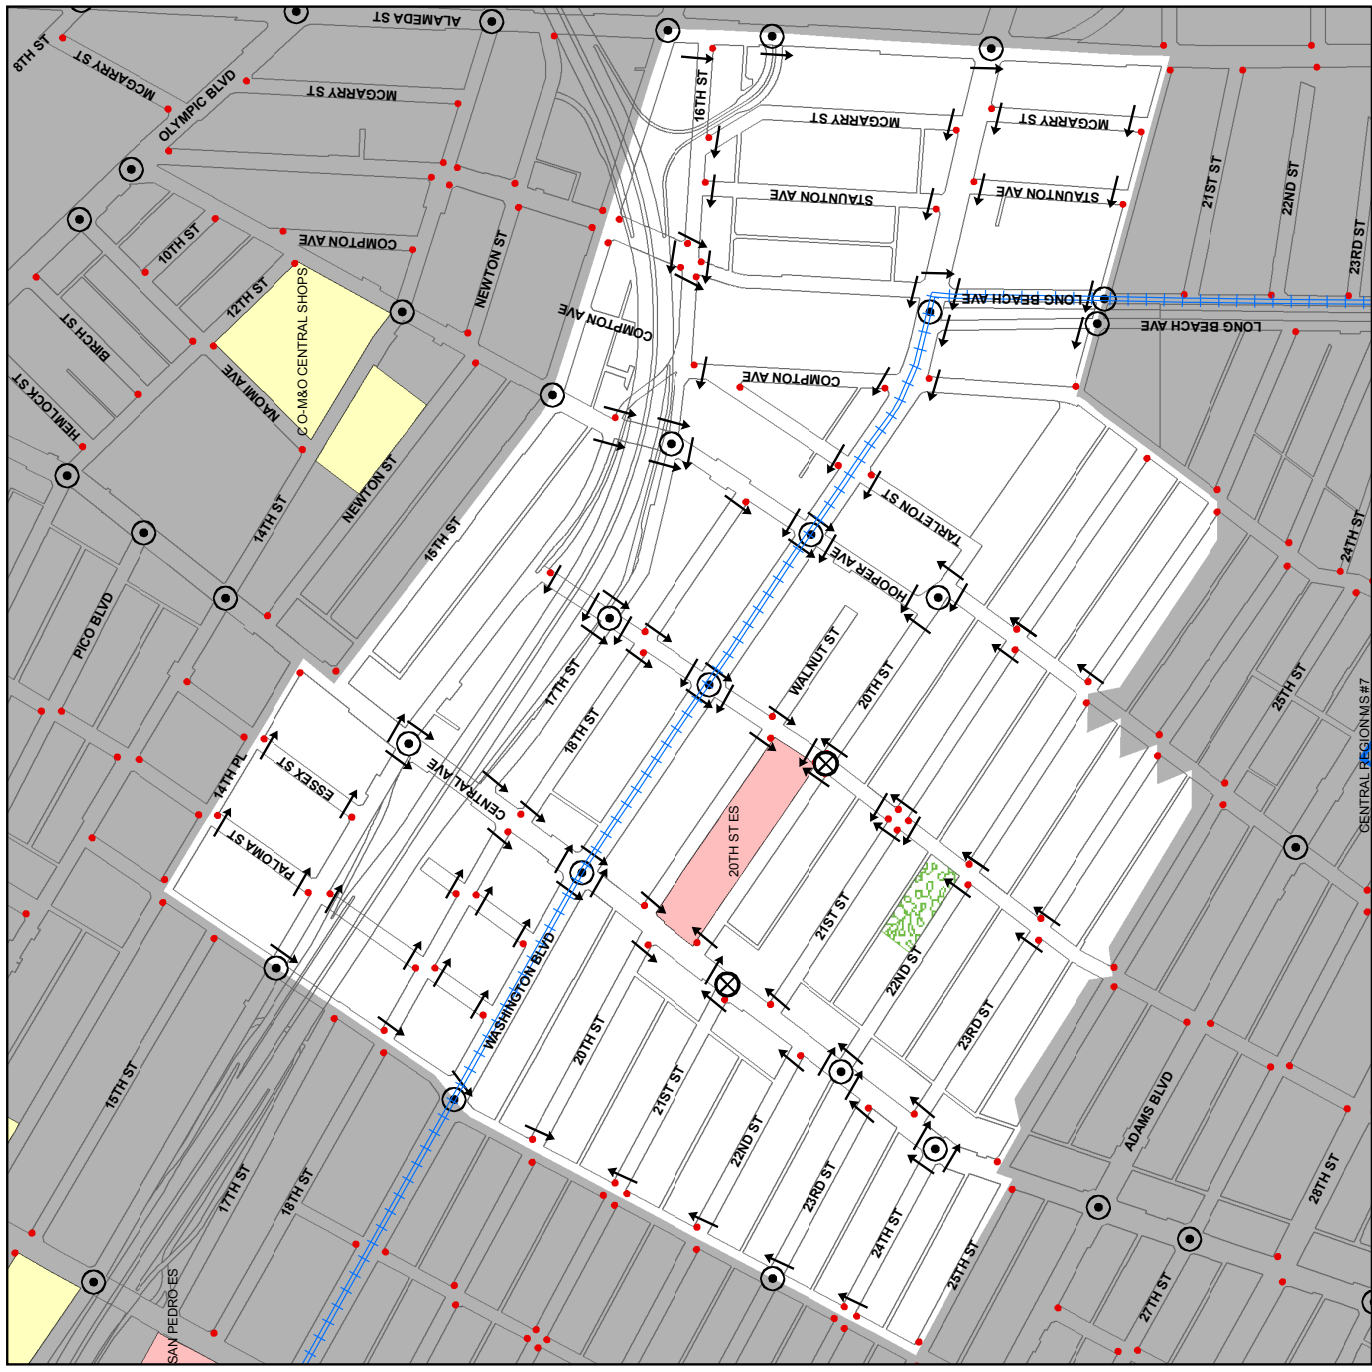 ALAMEDA ST
8TH ST
MCGARRY ST
OLYMPIC BLVD
MCGARRY ST
16TH ST
MCGARRY ST
MCGARRY ST
STAUNTON AVE
STAUNTON AVE
21ST ST
22ND ST
23RD ST
10TH ST
COMPTON AVE
NEWTON ST
12TH ST
C O-M&O CENTRAL SHOPS
BIRCH ST
HEMLOCK ST
NAOMI AVE
COMPTON AVE
LONG BEACH AVE
LONG BEACH AVE
COMPTON AVE
14TH ST
NEWTON ST
15TH ST
TARLETON ST
HOOPER AVE
24TH ST
PICO BLVD
17TH ST
18TH ST
WALNUT ST
20TH ST
25TH ST
CENTRAL REGION MS #7
14TH PL
ESSEX ST
CENTRAL AVE
PALOMA ST
20TH ST ES
21ST ST
22ND ST
WASHINGTON BLVD
20TH ST
23RD ST
15TH ST
21ST ST
22ND ST
ADAMS BLVD
17TH ST
18TH ST
23RD ST
24TH ST
25TH ST
28TH ST
27TH ST
SAN PEDRO ES